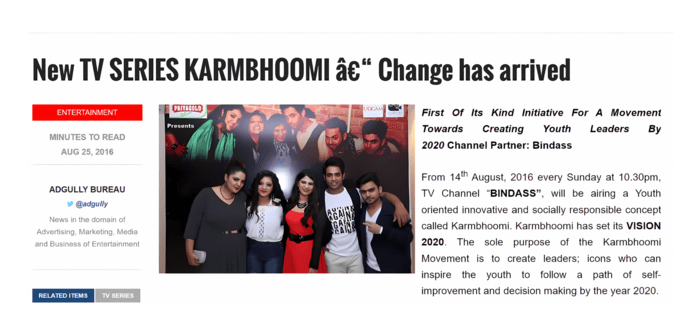 New TV SERIES KARMBHOOMI â€“ Change has arrived
ENTERTAINMENT
MINUTES TO READ
AUG 25, 2016
ADGULLY BUREAU
@adgully
News in the domain of
Advertising, Marketing, Media
and Business of Entertainment
RELATED ITEMS TV SERIES
PRIYAGOLD
Presents
First Of Its Kind Initiative For A Movement
Towards Creating Youth Leaders By
2020 Channel Partner: Bindass
From 14th August, 2016 every Sunday at 10.30pm,
TV Channel “BINDASS”, will be airing a Youth
oriented innovative and socially responsible concept
called Karmbhoomi. Karmbhoomi has set its VISION
2020. The sole purpose of the Karmbhoomi
Movement is to create leaders; icons who can
inspire the youth to follow a path of self-
improvement and decision making by the year 2020.